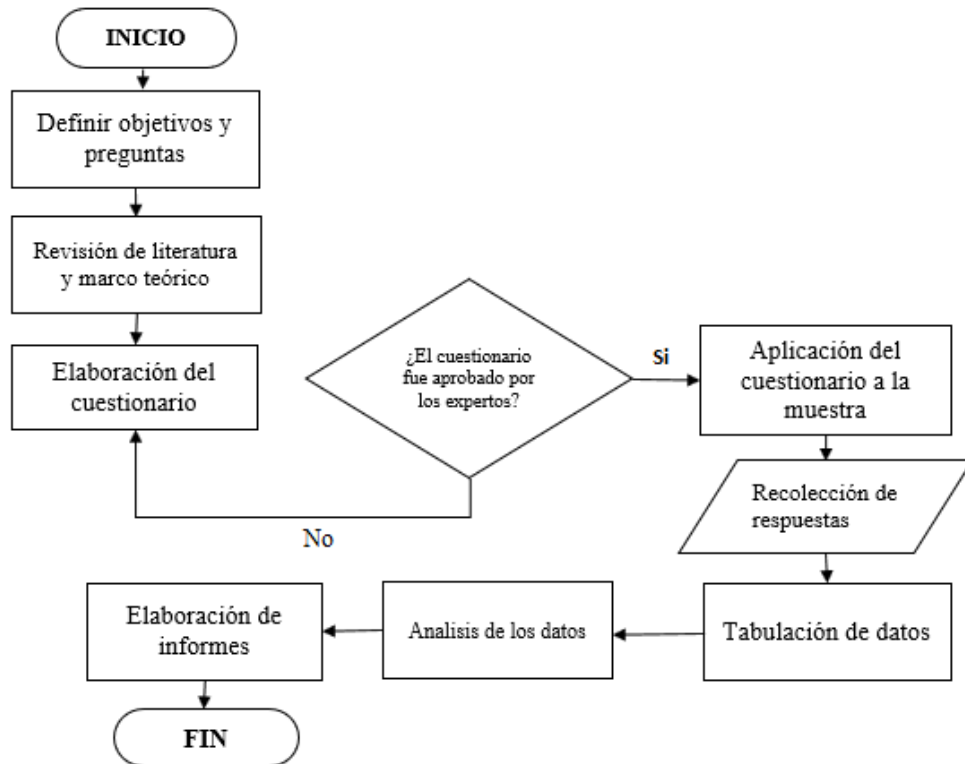 INICIO
Definir objetivos y
preguntas
Revisión de literatura
y marco teórico
Elaboración del
cuestionario
¿El cuestionario
fue aprobado por
los expertos?
No
Si
Aplicación del
cuestionario a la
muestra
Recolección de
respuestas
Tabulación de datos
Analisis de los datos
Elaboración de
informes
FIN